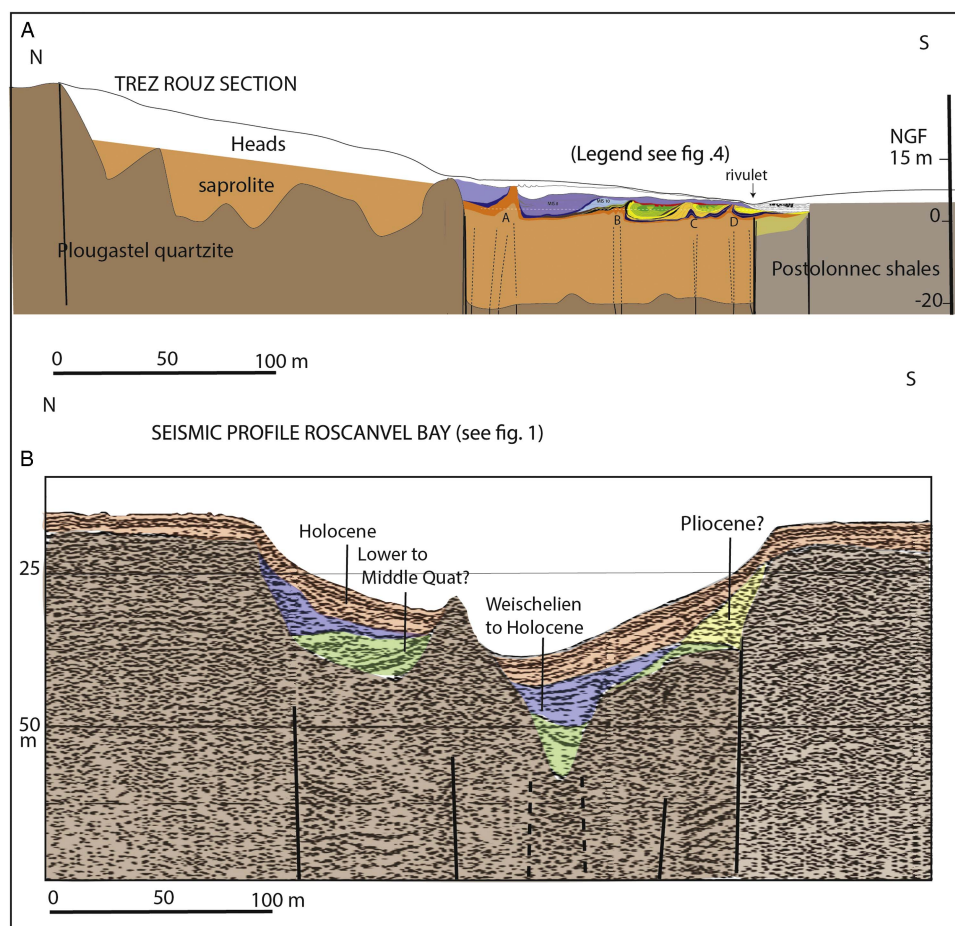 A
N
S
TREZ ROUZ SECTION
NGF
15 m
Heads
(Legend see fig .4)
rivulet
saprolite
MIS 10
A
B
C
D
0
Plougastel quartzite
Postolonnec shales
-20
0
50
100 m
N
S
SEISMIC PROFILE ROSCANVEL BAY (see fig. 1)
B
Pliocene?
Holocene
Lower to
Middle Quat?
25
Weischelien
to Holocene
50
m
0
50
100 m